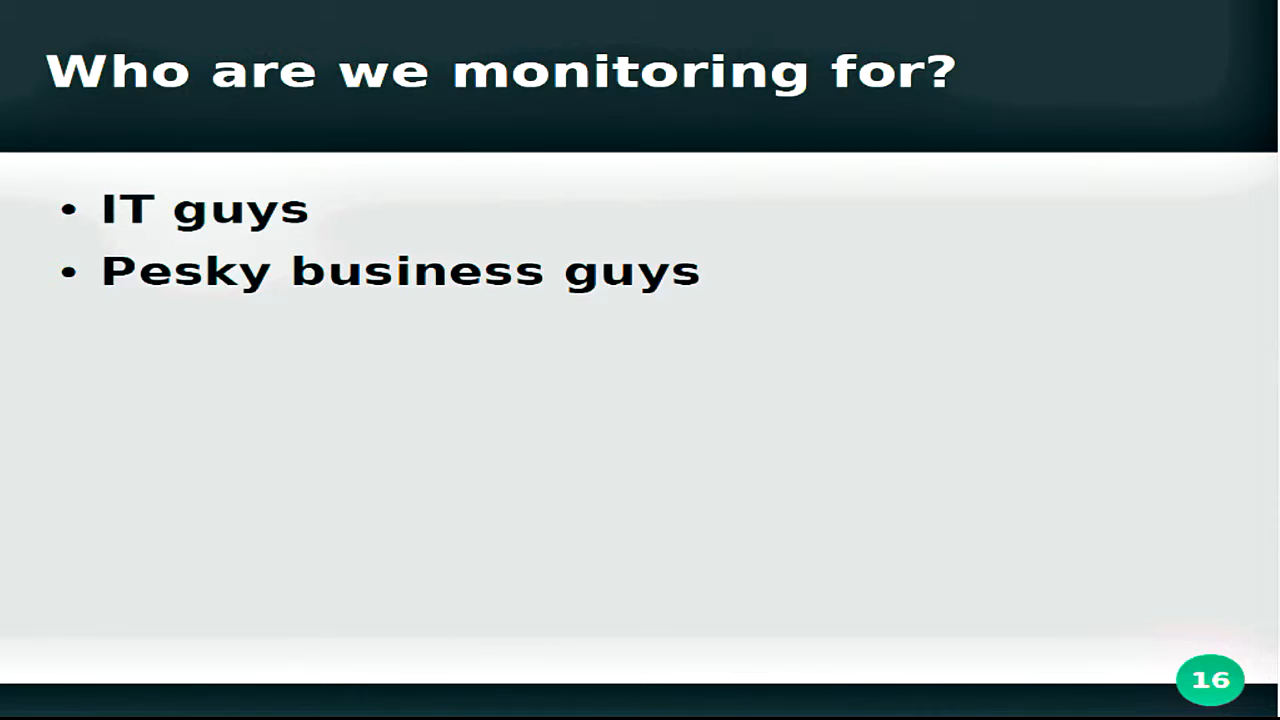 Who are we monitoring for?
• IT guys
• Pesky business guys
16